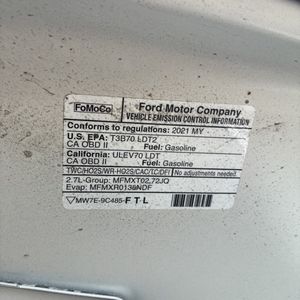 FoMoCo
Ford Motor Company
VEHICLE EMISSION CONTROL INFORMATION
Conforms to regulations: 2021 MY
U.S. EPA: T3B70 LDT2
CA OBD II Fuel: Gasoline
California: ULEV70 LDT
CA OBD II Fuel: Gasoline
TWC/HO2S/WR-HO2S/CAC/TC/DFI No adjustments needed.
2.7L-Group: MFMXT02.72JQ
Evap: MFMXR0136NDF
MW7E-9C485-FTL